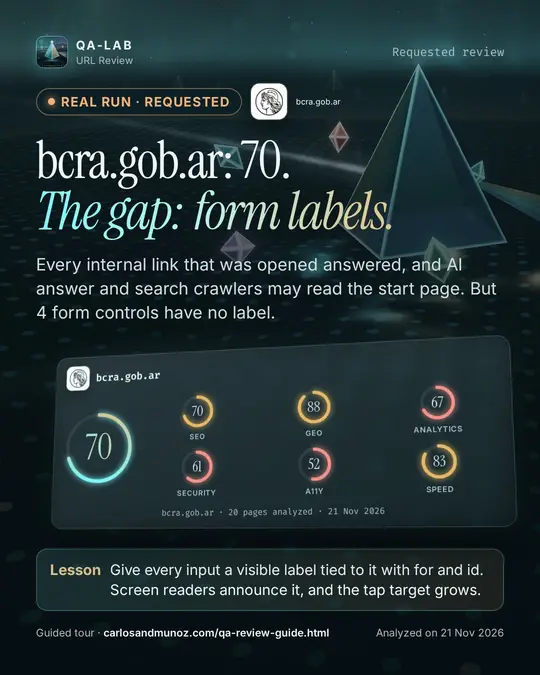 QA-LAB
URL Review
Requested review
REAL RUN · REQUESTED
bcra.gob.ar
bcra.gob.ar: 70.
The gap: form labels.
Every internal link that was opened answered, and AI
answer and search crawlers may read the start page. But
4 form controls have no label.
bcra.gob.ar
70
70
SEO
88
GEO
67
ANALYTICS
61
SECURITY
52
A11Y
83
SPEED
bcra.gob.ar · 20 pages analyzed · 21 Nov 2026
Lesson Give every input a visible label tied to it with for and id.
Screen readers announce it, and the tap target grows.
Guided tour · carlosandmunoz.com/qa-review-guide.html
Analyzed on 21 Nov 2026